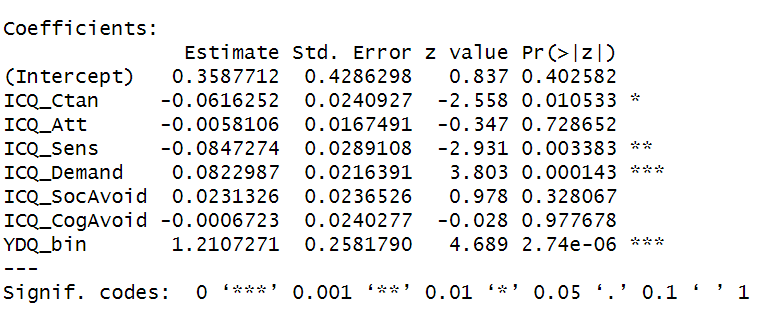 Coefficients:
Estimate Std. Error z value Pr(>|z|)
(Intercept) 0.3587712 0.4286298 0.837 0.402582
ICQ_Ctan -0.0616252 0.0240927 -2.558 0.010533 *
ICQ_Att -0.0058106 0.0167491 -0.347 0.728652
ICQ_Sens -0.0847274 0.0289108 -2.931 0.003383 **
ICQ_Demand 0.0822987 0.0216391 3.803 0.000143 ***
ICQ_SocAvoid 0.0231326 0.0236526 0.978 0.328067
ICQ_CogAvoid -0.0006723 0.0240277 -0.028 0.977678
YDQ_bin 1.2107271 0.2581790 4.689 2.74e-06 ***
---
Signif. codes: 0 ‘***’ 0.001 ‘**’ 0.01 ‘*’ 0.05 ‘.’ 0.1 ‘ ’ 1